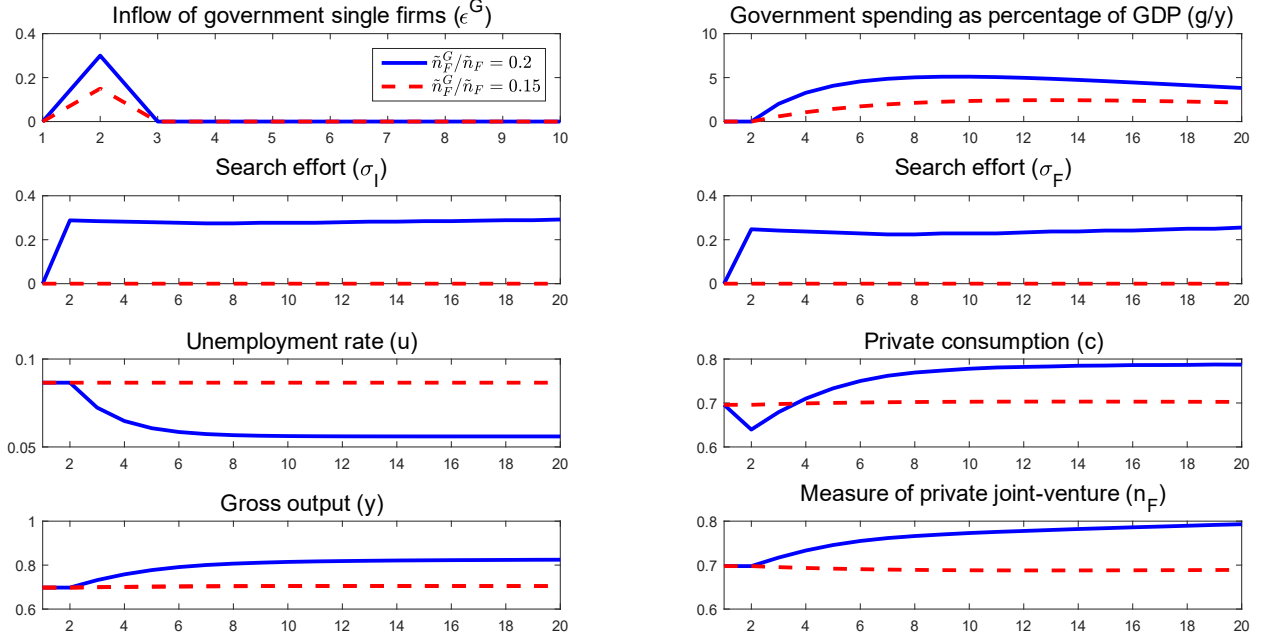 Inflow of government single firms (ϵ^G)
0.4
0.2
0
1 2 3 4 5 6 7 8 9 10
ñ_F^G/ñ_F = 0.2
ñ_F^G/ñ_F = 0.15
Government spending as percentage of GDP (g/y)
10
5
0
2 4 6 8 10 12 14 16 18 20
Search effort (σ_I)
0.4
0.2
0
2 4 6 8 10 12 14 16 18 20
Search effort (σ_F)
0.4
0.2
0
2 4 6 8 10 12 14 16 18 20
Unemployment rate (u)
0.1
0.05
2 4 6 8 10 12 14 16 18 20
Private consumption (c)
0.8
0.7
0.6
2 4 6 8 10 12 14 16 18 20
Gross output (y)
1
0.8
0.6
2 4 6 8 10 12 14 16 18 20
Measure of private joint-venture (n_F)
0.8
0.7
0.6
2 4 6 8 10 12 14 16 18 20